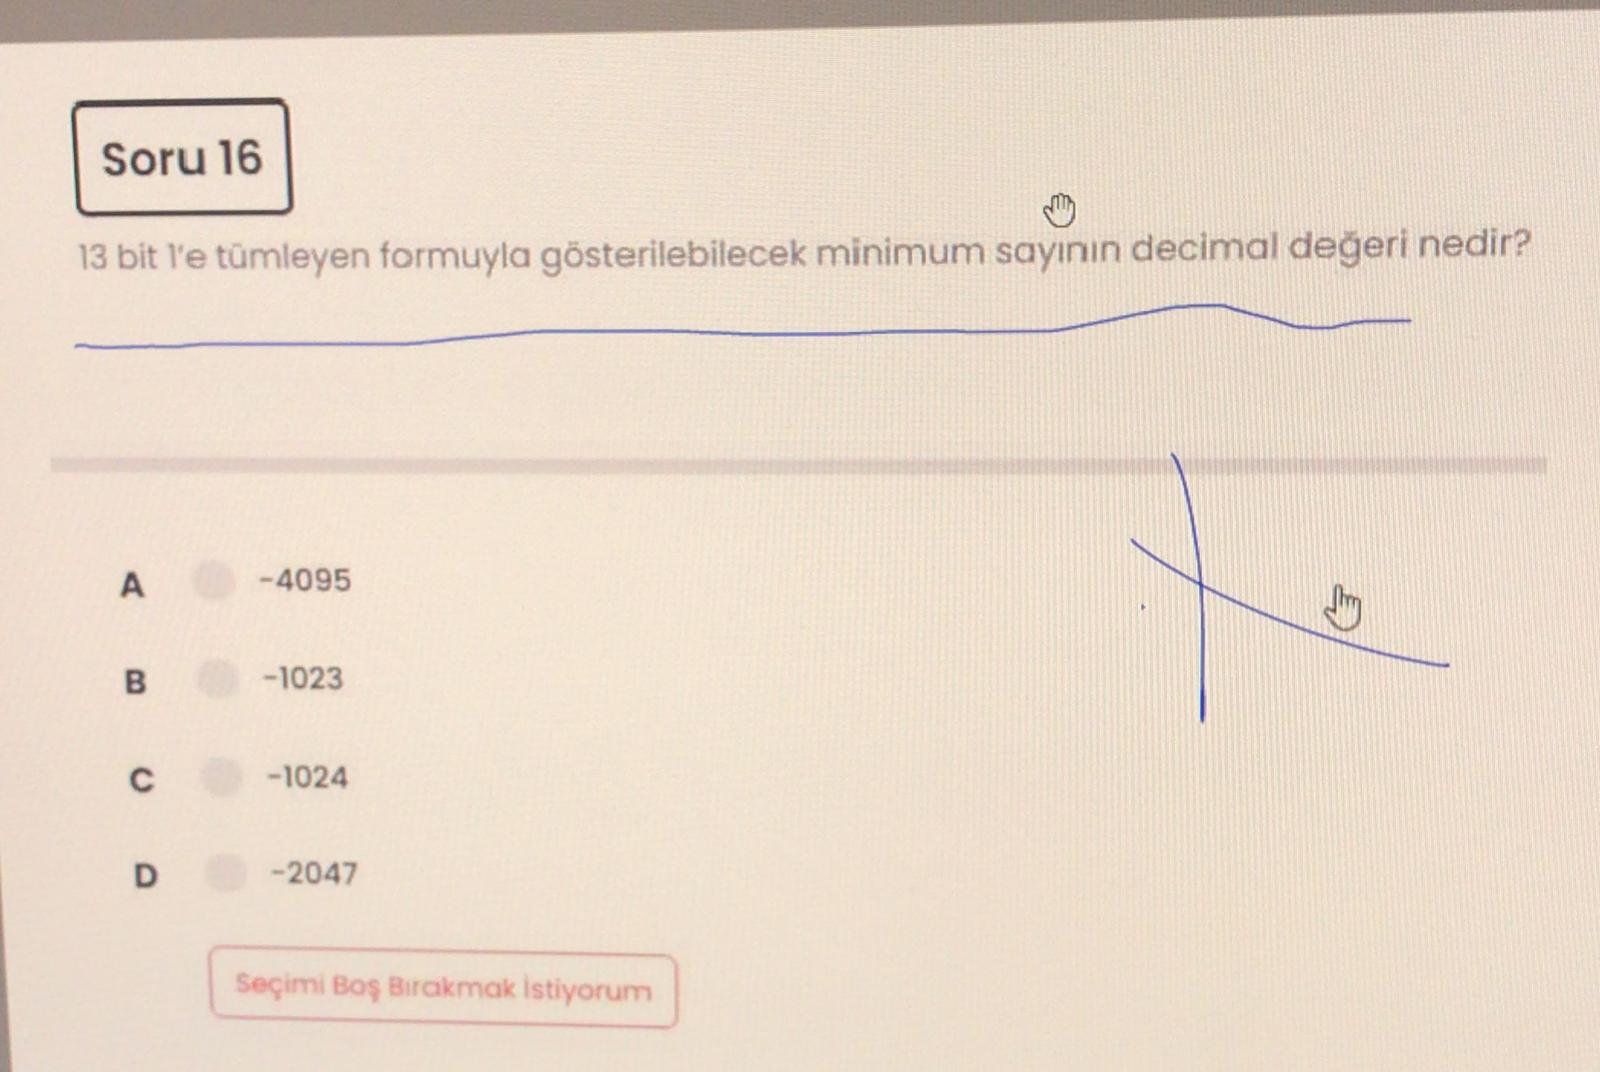 Soru 16
13 bit 1'e tümleyen formuyla gösterilebilecek minimum sayının decimal değeri nedir?
A -4095
B -1023
C -1024
D -2047
Seçimi Boş Bırakmak İstiyorum